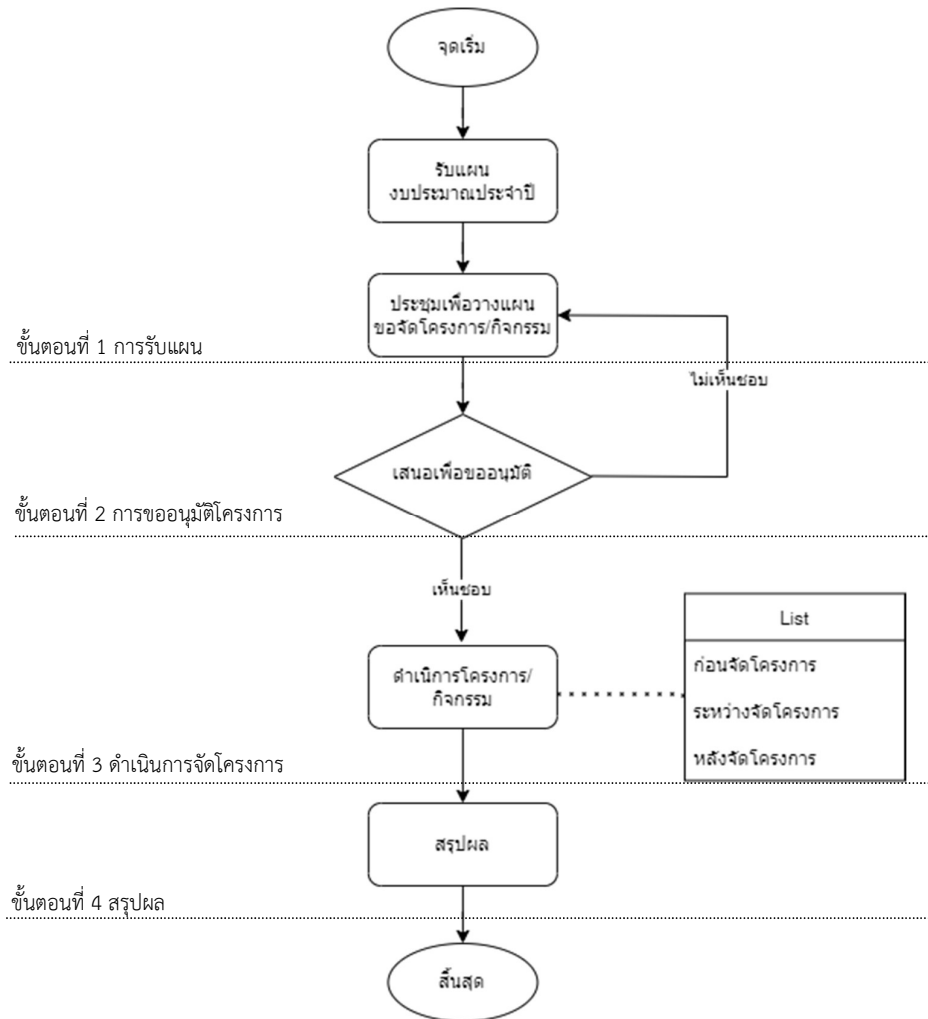 จุดเริ่ม
รับแผน
งบประมาณประจำปี
ประชุมเพื่อวางแผน
ขอจัดโครงการ/กิจกรรม
ขั้นตอนที่ 1 การรับแผน
ไม่เห็นชอบ
เสนอเพื่อขออนุมัติ
ขั้นตอนที่ 2 การขออนุมัติโครงการ
เห็นชอบ
List
ดำเนิการโครงการ/
กิจกรรม
ก่อนจัดโครงการ
ระหว่างจัดโครงการ
หลังจัดโครงการ
ขั้นตอนที่ 3 ดำเนินการจัดโครงการ
สรุปผล
ขั้นตอนที่ 4 สรุปผล
สิ้นสุด